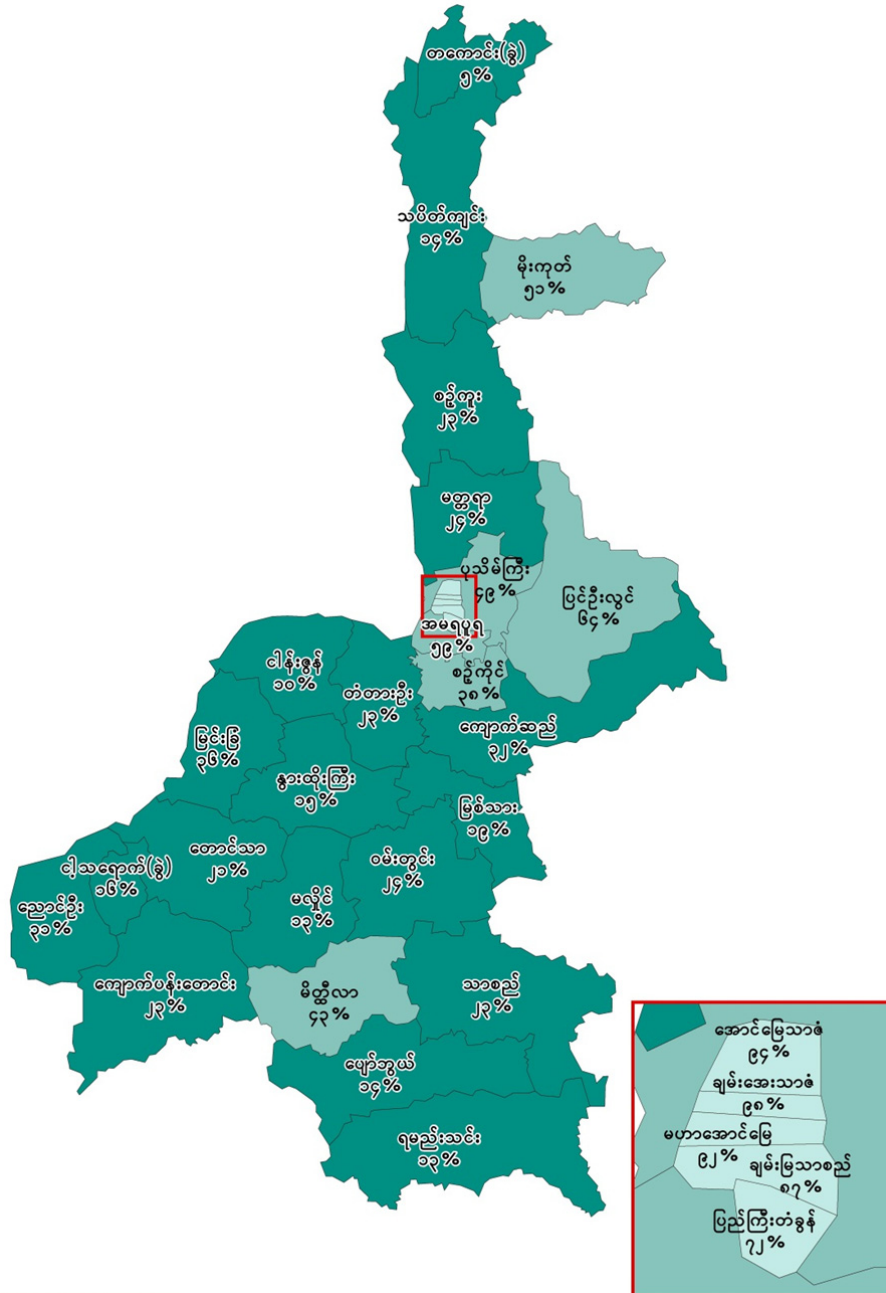 တကောင်း(ခွဲ)
၅%
သပိတ်ကျင်း
၁၄%
မိုးကုတ်
၅၁%
စဉ့်ကူး
၂၃%
မတ္တရာ
၂၄%
ပုသိမ်ကြီး
၄၉%
ပြင်ဦးလွင်
၆၄%
အမရပူရ
၅၉%
စဉ့်ကိုင်
၃၈%
ငါန်းဇွန်
၁၀%
တံတားဦး
၂၃%
ကျောက်ဆည်
၃၂%
မြင်းခြံ
၃၆%
နွားထိုးကြီး
၁၅%
မြစ်သား
၁၉%
တောင်သာ
၂၁%
ဝမ်းတွင်း
၂၄%
ငါ့သရောက်(ခွဲ)
၁၆%
မလှိုင်
၁၃%
ညောင်ဦး
၃၁%
ကျောက်ပန်းတောင်း
၂၃%
မိတ္ထီလာ
၄၃%
သာစည်
၂၃%
ပျော်ဘွယ်
၁၄%
ရမည်းသင်း
၁၃%
အောင်မြေသာဇံ
၉၄%
ချမ်းအေးသာဇံ
၉၈%
မဟာအောင်မြေ
၉၂%
ချမ်းမြသာစည်
၈၇%
ပြည်ကြီးတံခွန်
၇၂%